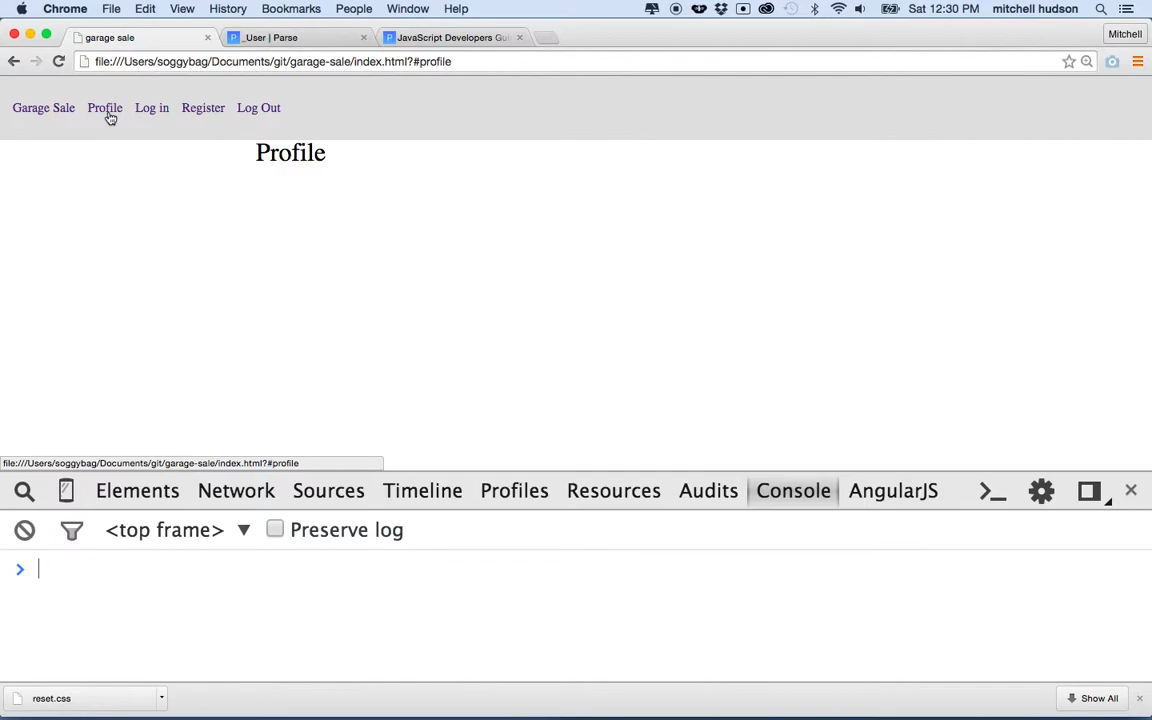 Chrome File Edit View History Bookmarks People Window Help Sat 12:30 PM mitchell hudson
garage sale _User | Parse JavaScript Developers Gui Mitchell
file:///Users/soggybag/Documents/git/garage-sale/index.html?#profile
Garage Sale Profile Log in Register Log Out
Profile
file:///Users/soggybag/Documents/git/garage-sale/index.html?#profile
Elements Network Sources Timeline Profiles Resources Audits Console AngularJS
<top frame> Preserve log
reset.css Show All